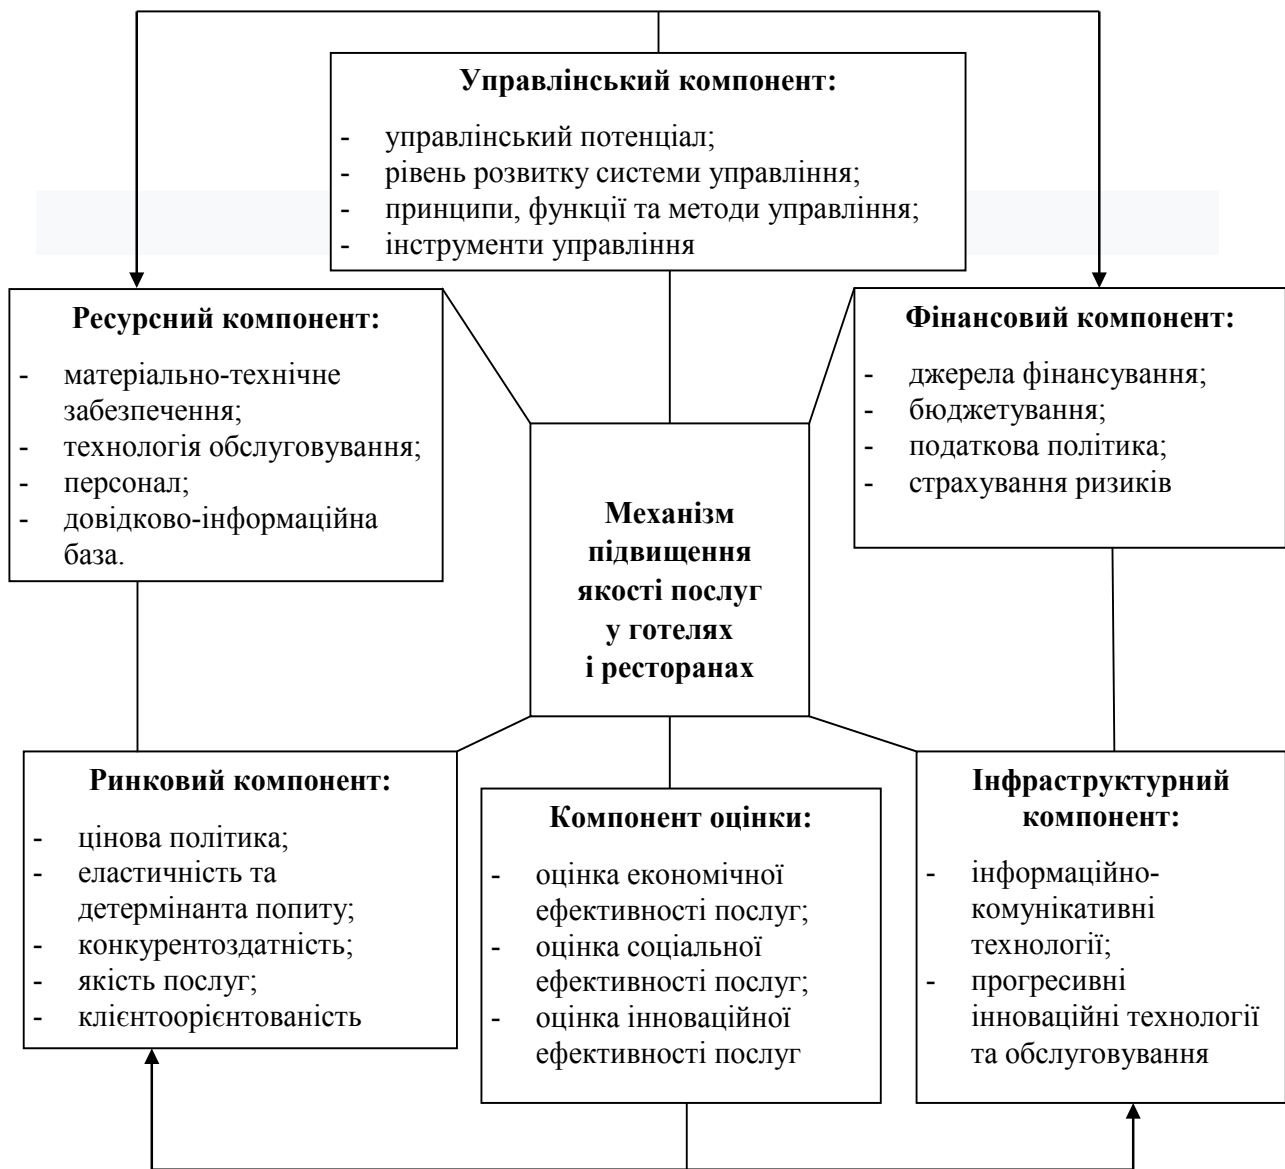 Управлінський компонент:
- управлінський потенціал;
- рівень розвитку системи управління;
- принципи, функції та методи управління;
- інструменти управління
Ресурсний компонент:
- матеріально-технічне
забезпечення;
- технологія обслуговування;
- персонал;
- довідково-інформаційна
база.
Механізм
підвищення
якості послуг
у готелях
і ресторанах
Фінансовий компонент:
- джерела фінансування;
- бюджетування;
- податкова політика;
- страхування ризиків
Ринковий компонент:
- цінова політика;
- еластичність та
детермінанта попиту;
- конкурентоздатність;
- якість послуг;
- клієнтоорієнтованість
Компонент оцінки:
- оцінка економічної
ефективності послуг;
- оцінка соціальної
ефективності послуг;
- оцінка інноваційної
ефективності послуг
Інфраструктурний
компонент:
- інформаційно-
комунікативні
технології;
- прогресивні
інноваційні технології
та обслуговування